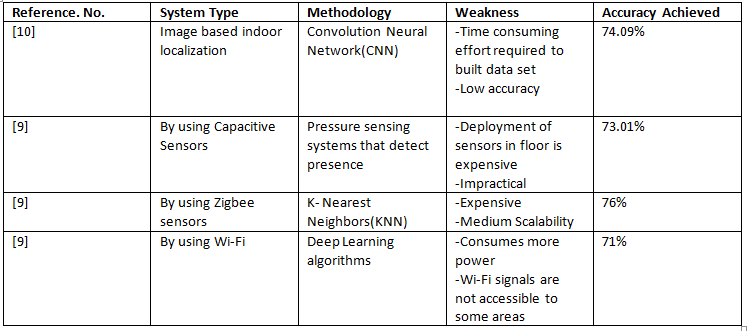 Reference. No. System Type Methodology Weakness Accuracy Achieved
[10] Image based indoor Convolution Neural -Time consuming 74.09%
localization Network(CNN) effort required to
built data set
-Low accuracy
[9] By using Capacitive Pressure sensing -Deployment of 73.01%
Sensors systems that detect sensors in floor is
presence expensive
-Impractical
[9] By using Zigbee K- Nearest -Expensive 76%
sensors Neighbors(KNN) -Medium Scalability
[9] By using Wi-Fi Deep Learning -Consumes more 71%
algorithms power
-Wi-Fi signals are
not accessible to
some areas